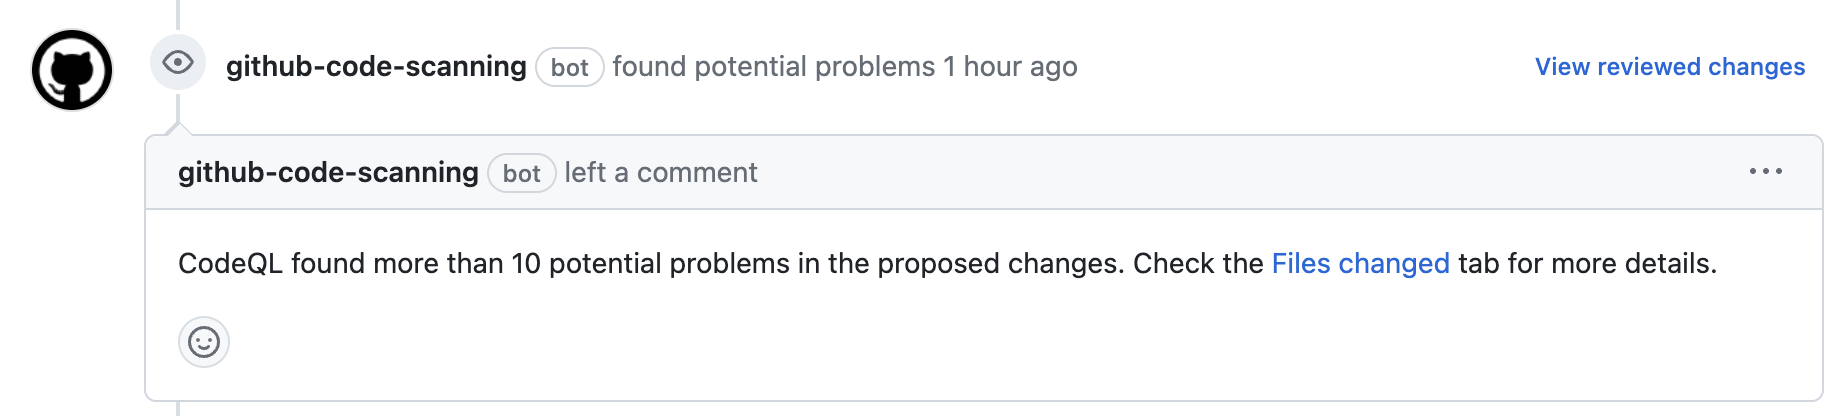 github-code-scanning bot found potential problems 1 hour ago View reviewed changes
github-code-scanning bot left a comment
CodeQL found more than 10 potential problems in the proposed changes. Check the Files changed tab for more details.